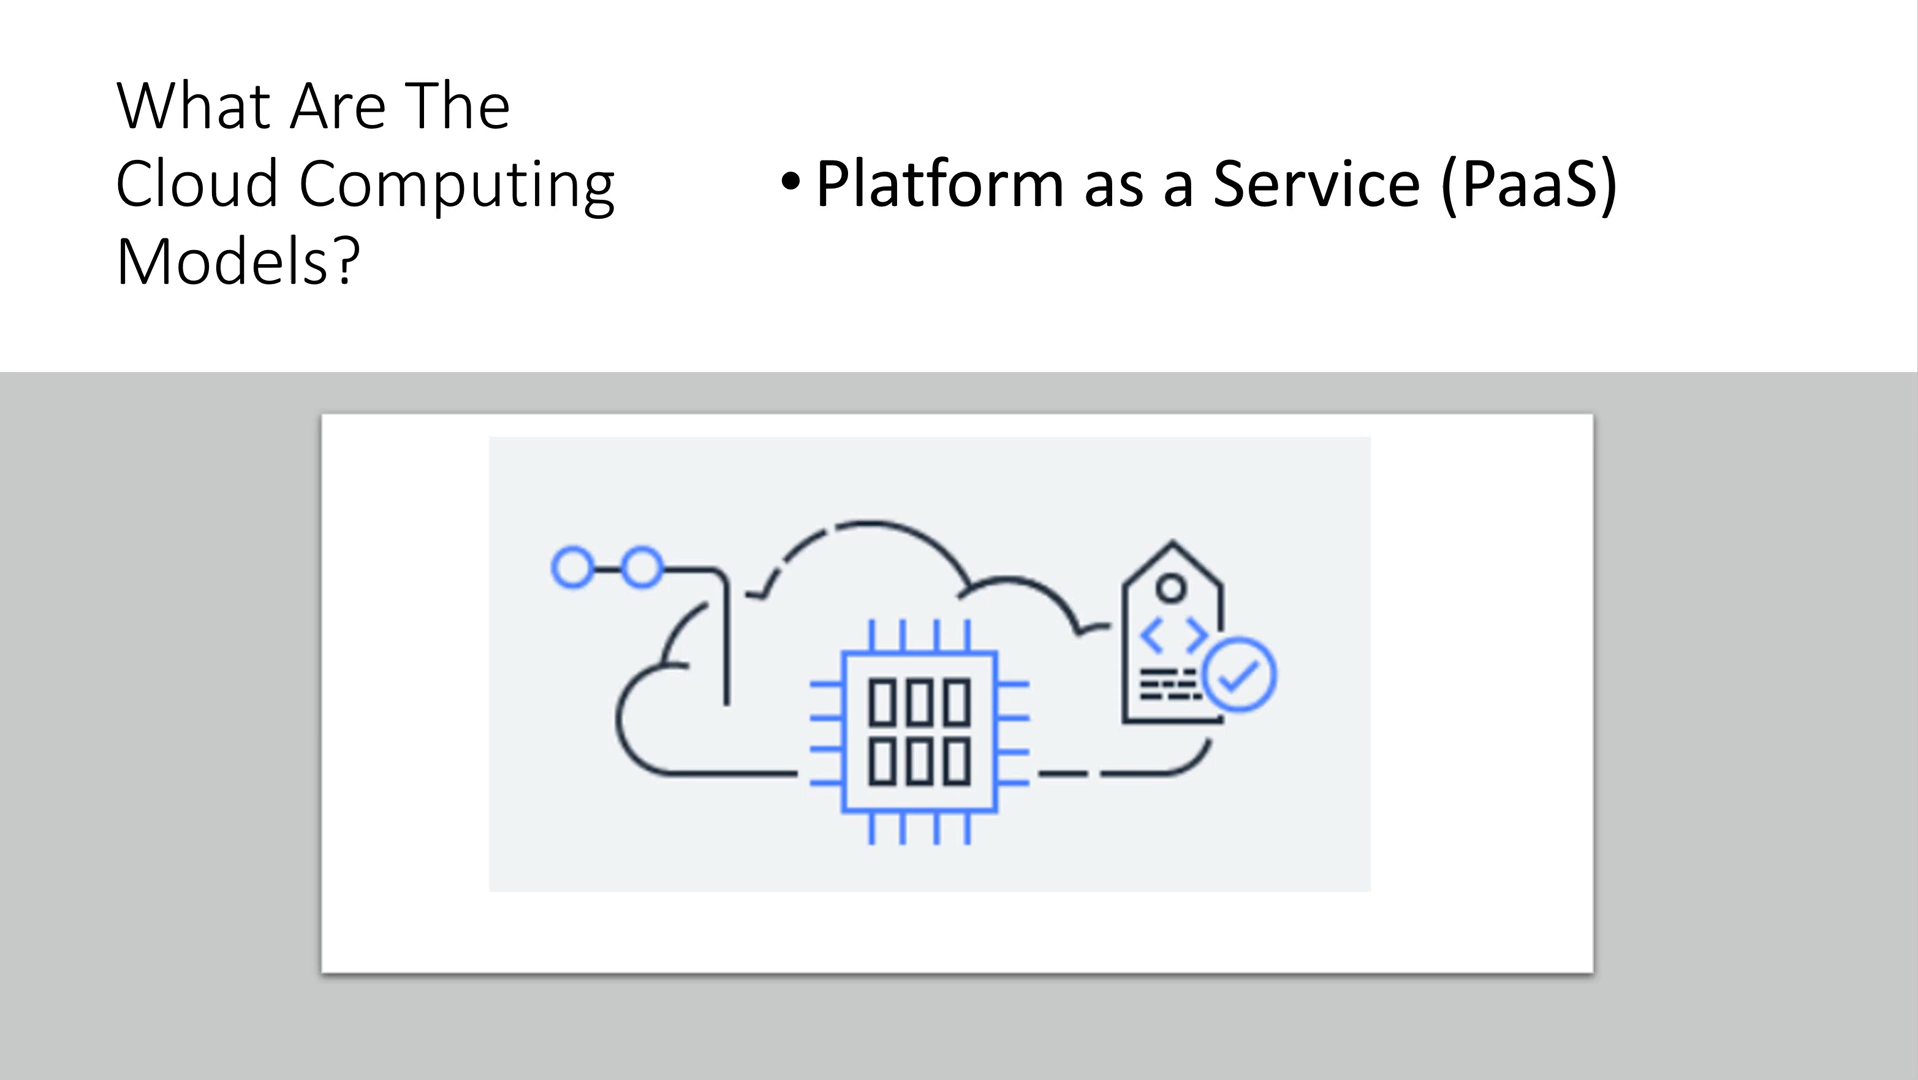 What Are The
Cloud Computing
Models?
• Platform as a Service (PaaS)